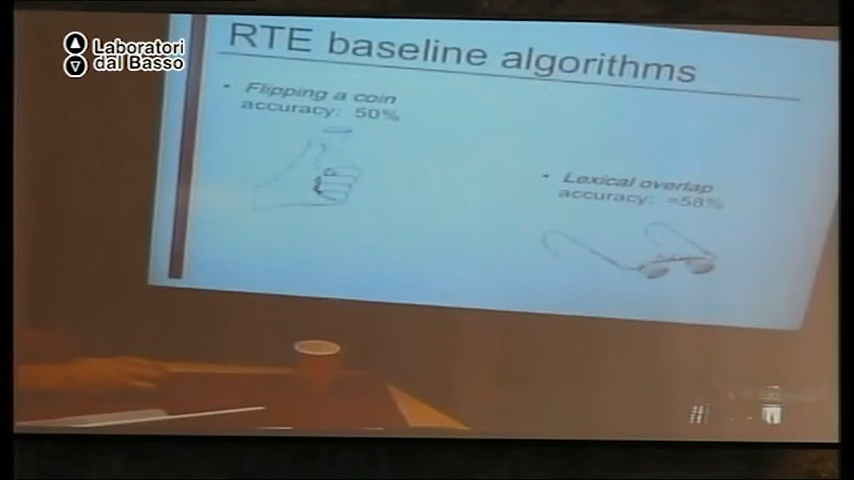 Laboratori
dal Basso
RTE baseline algorithms
• Flipping a coin
accuracy: 50%
• Lexical overlap
accuracy: ≈58%